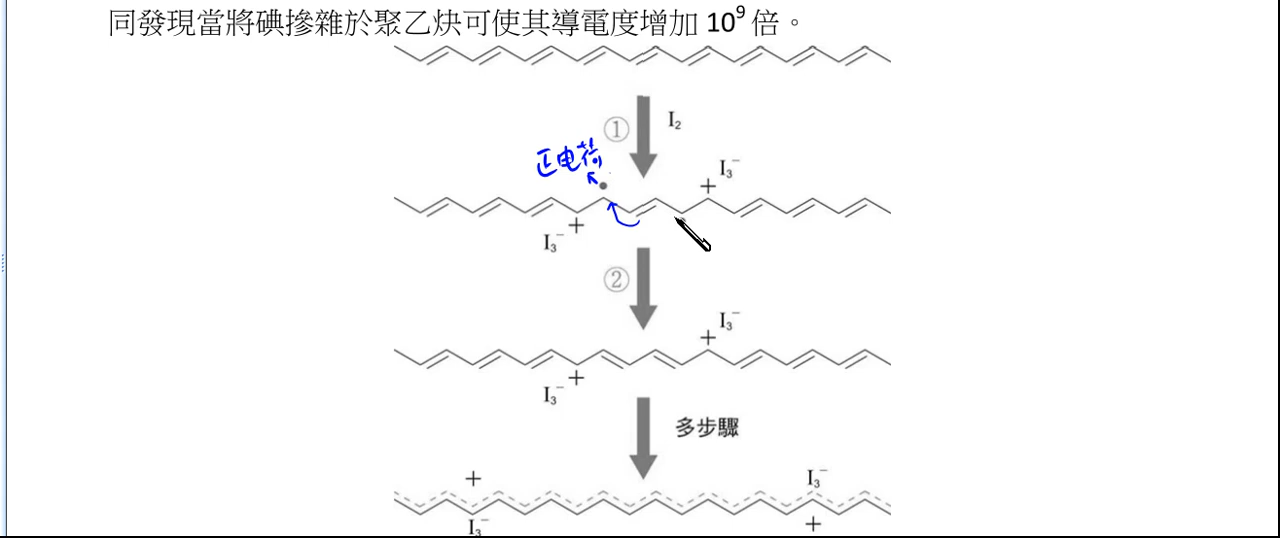 同發現當將碘摻雜於聚乙炔可使其導電度增加 10⁹ 倍。
① I₂
正电荷
+ I₃⁻
I₃⁻ +
②
+ I₃⁻
I₃⁻ +
多步驟
+ I₃⁻
I₃⁻ +